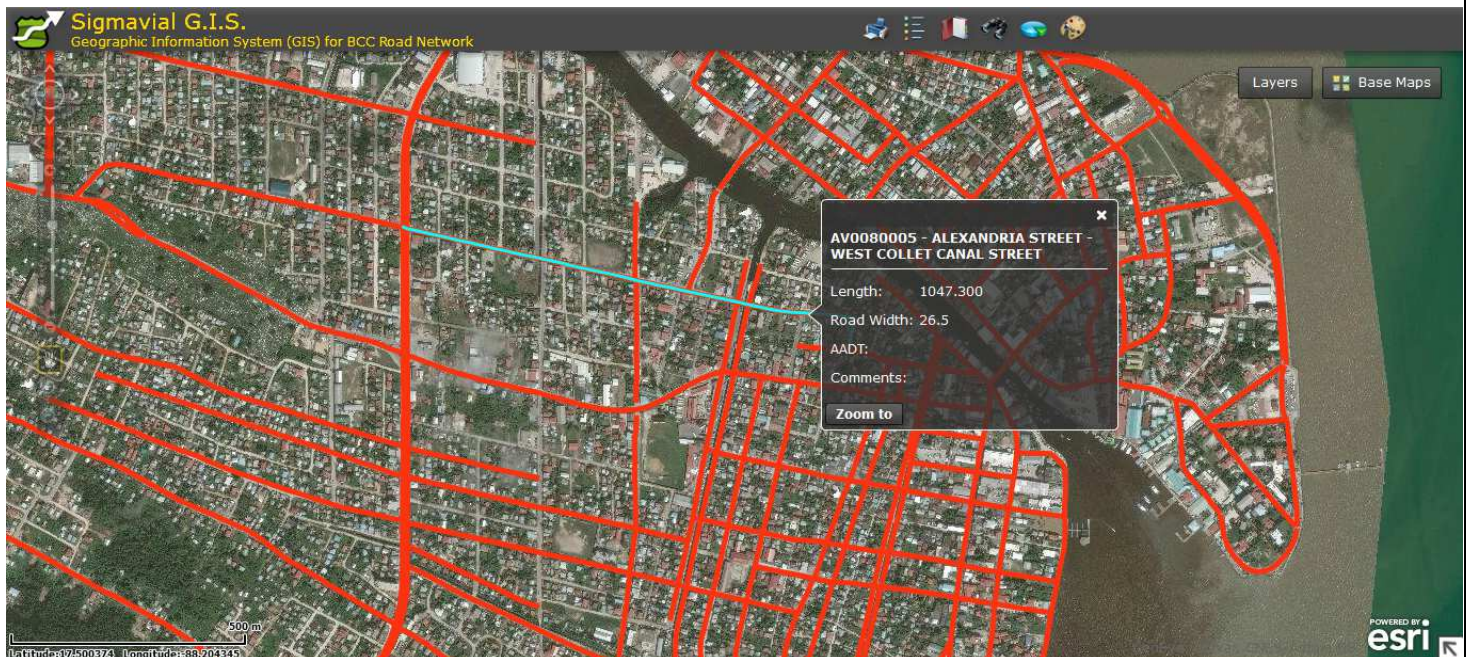 Sigmavial G.I.S.
Geographic Information System (GIS) for BCC Road Network
Layers
Base Maps
AV0080005 - ALEXANDRIA STREET -
WEST COLLET CANAL STREET
Length: 1047.300
Road Width: 26.5
AADT:
Comments:
Zoom to
500 m
Latitude:17.500374 Longitude:-88.204345
POWERED BY
esri